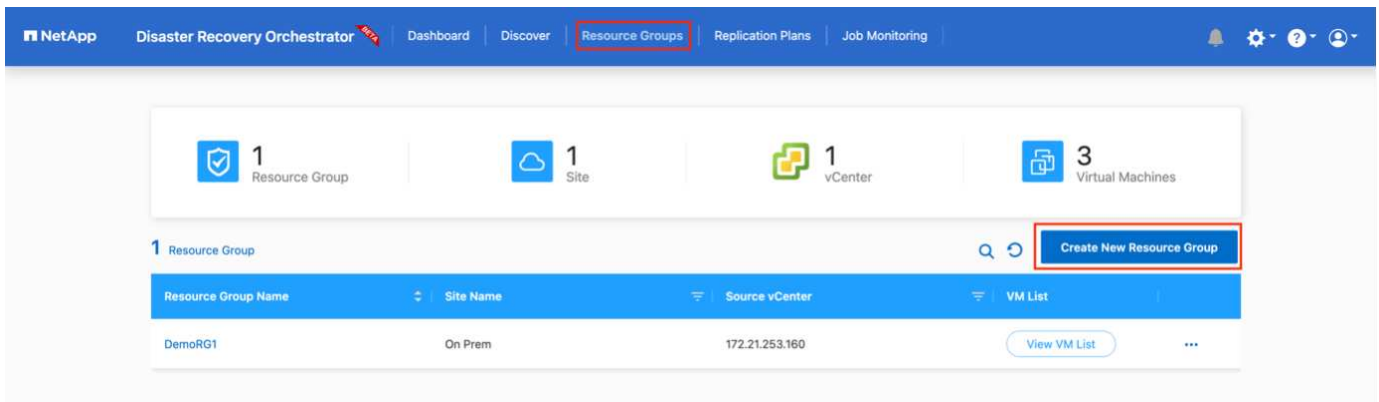 NetApp Disaster Recovery Orchestrator BETA Dashboard Discover Resource Groups Replication Plans Job Monitoring
1 1 1 3
Resource Group Site vCenter Virtual Machines
1 Resource Group Create New Resource Group
Resource Group Name Site Name Source vCenter VM List
DemoRG1 On Prem 172.21.253.160 View VM List